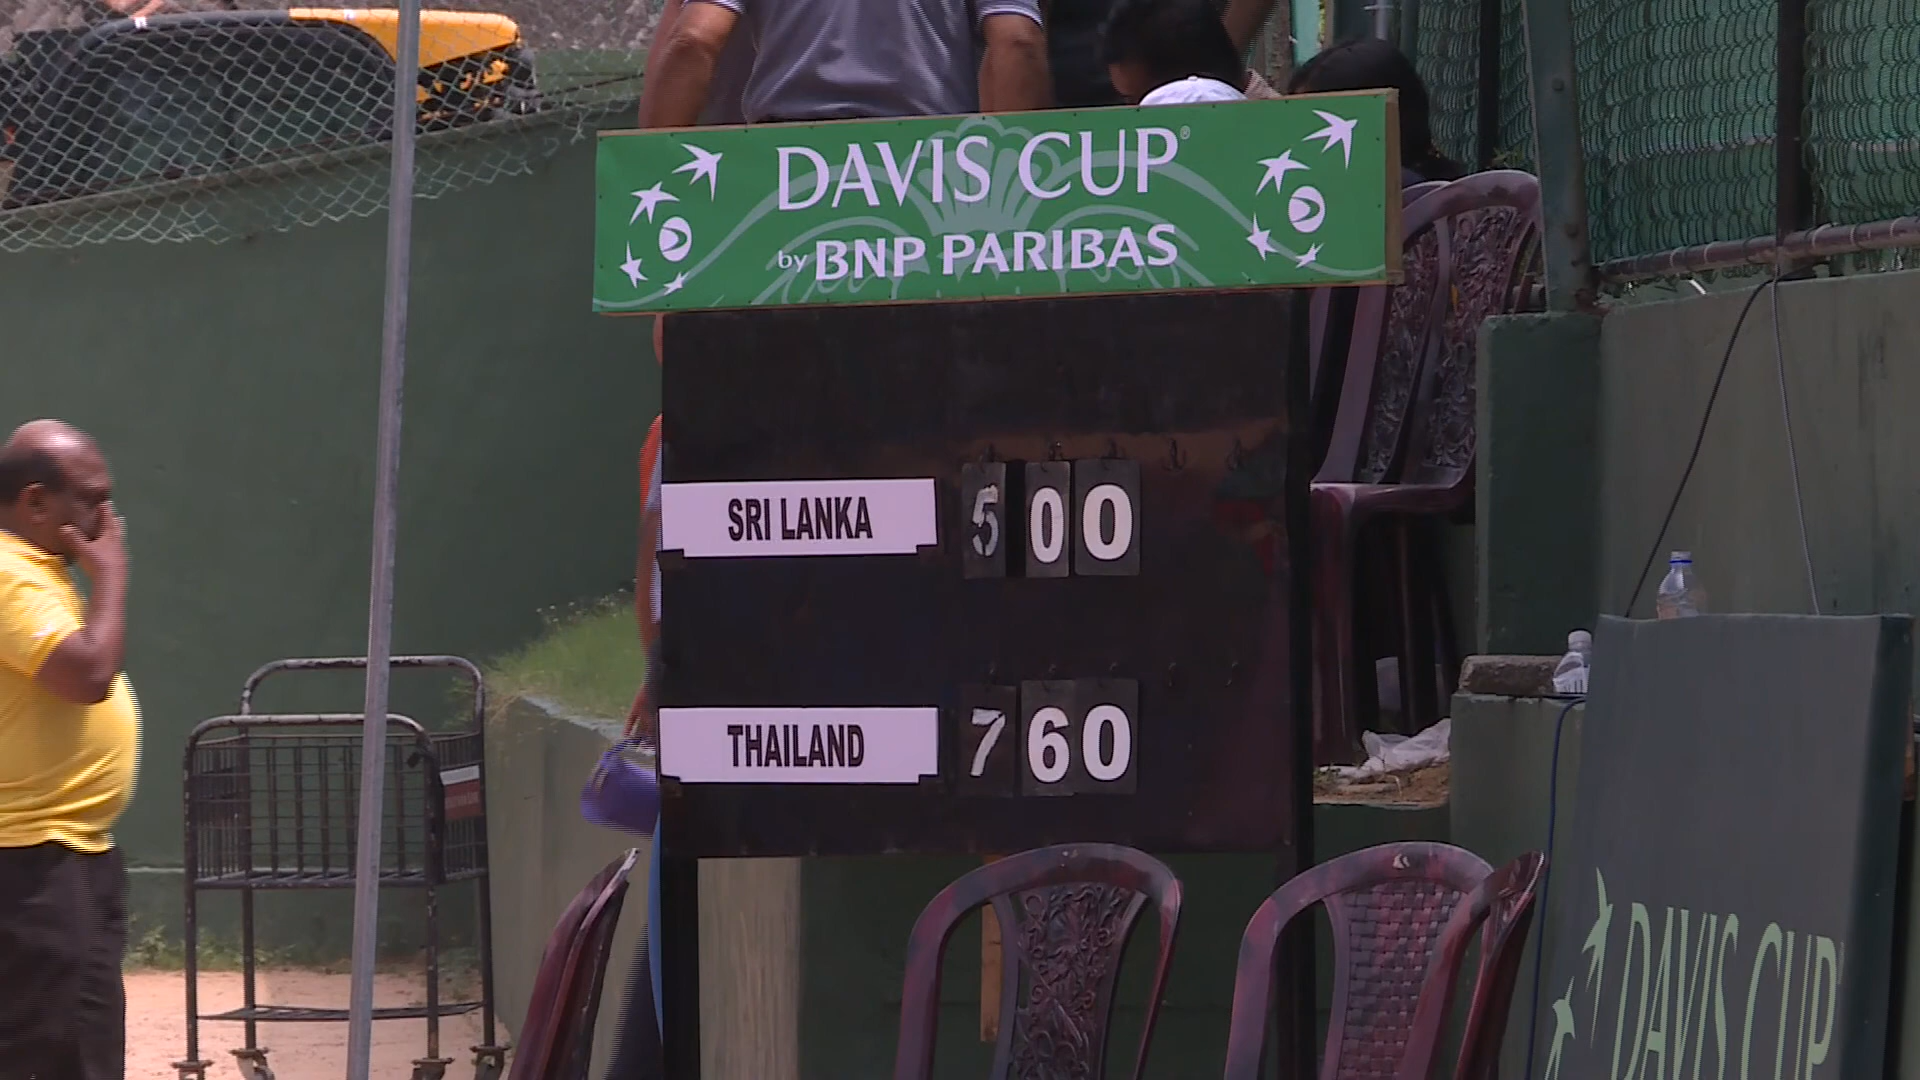 DAVIS CUP®
by BNP PARIBAS
SRI LANKA 5 0 0
THAILAND 7 6 0
DAVIS CUP